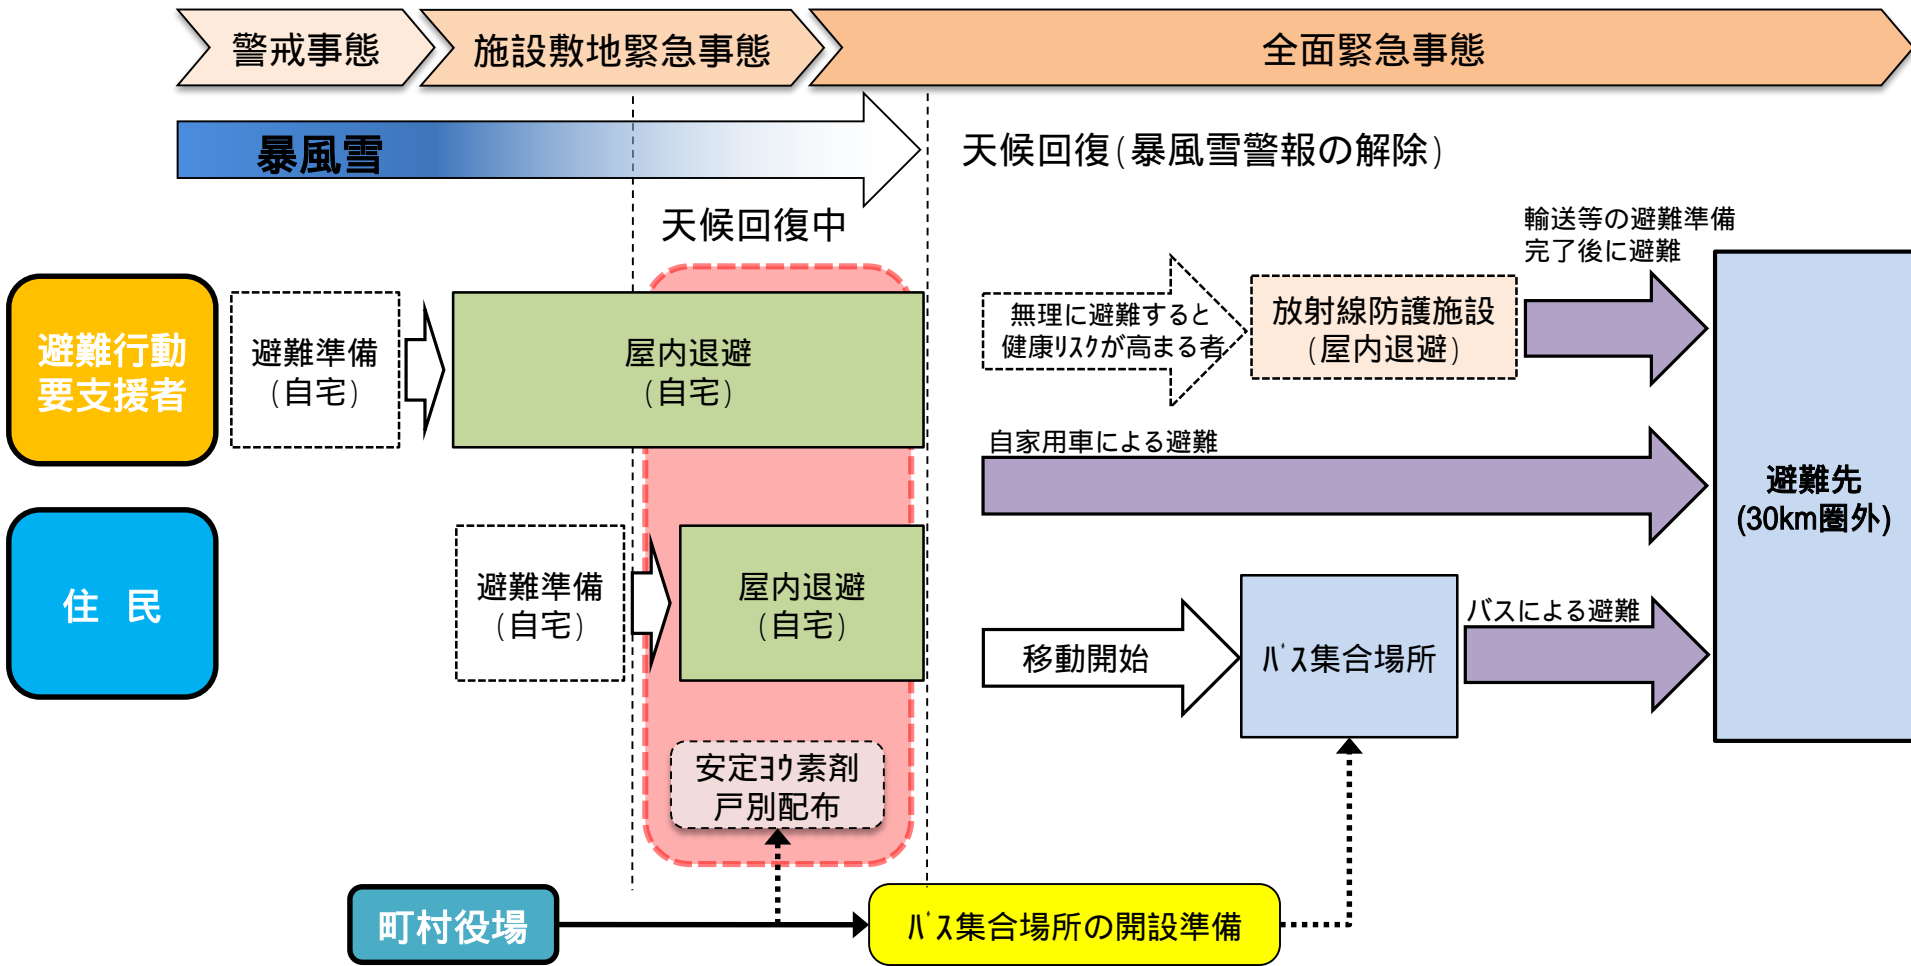 警戒事態
施設敷地緊急事態
全面緊急事態
暴風雪
天候回復(暴風雪警報の解除)
天候回復中
輸送等の避難準備
完了後に避難
避難行動
要支援者
避難準備
(自宅)
屋内退避
(自宅)
無理に避難すると
健康ﾘｽｸが高まる者
放射線防護施設
(屋内退避)
自家用車による避難
避難先
(30km圏外)
住 民
避難準備
(自宅)
屋内退避
(自宅)
移動開始
ﾊﾞｽ集合場所
バスによる避難
安定ﾖｳ素剤
戸別配布
町村役場
ﾊﾞｽ集合場所の開設準備